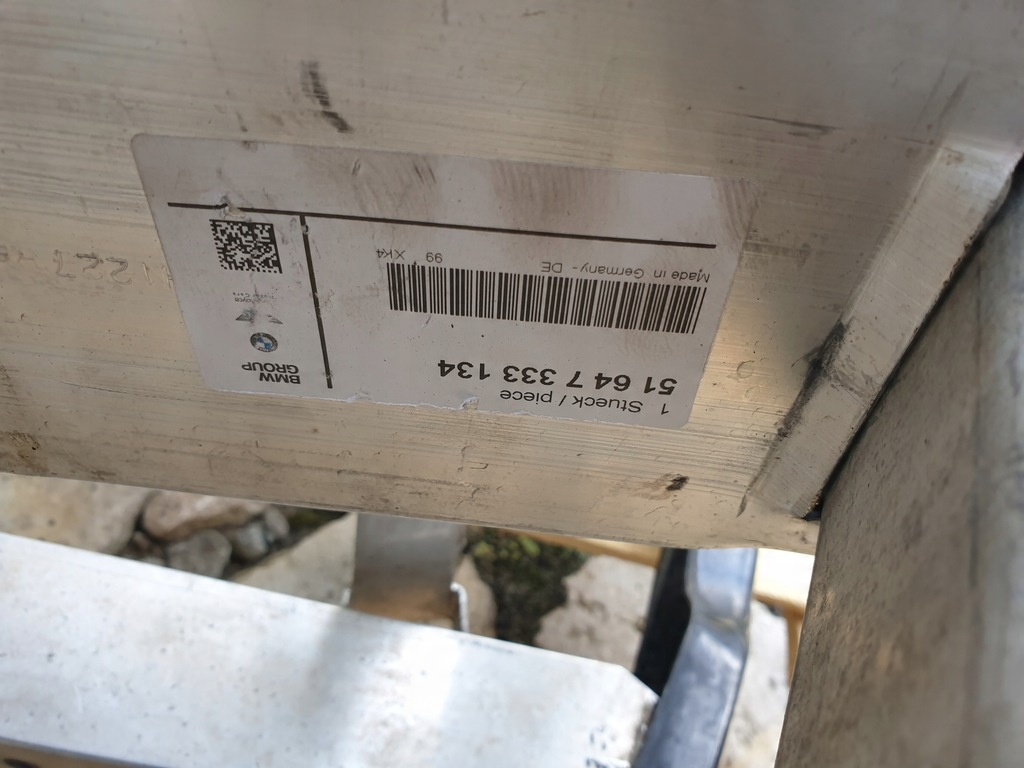 1 Stueck / piece
51 64 7 333 134
Made in Germany - DE
99
XK4
BMW
GROUP